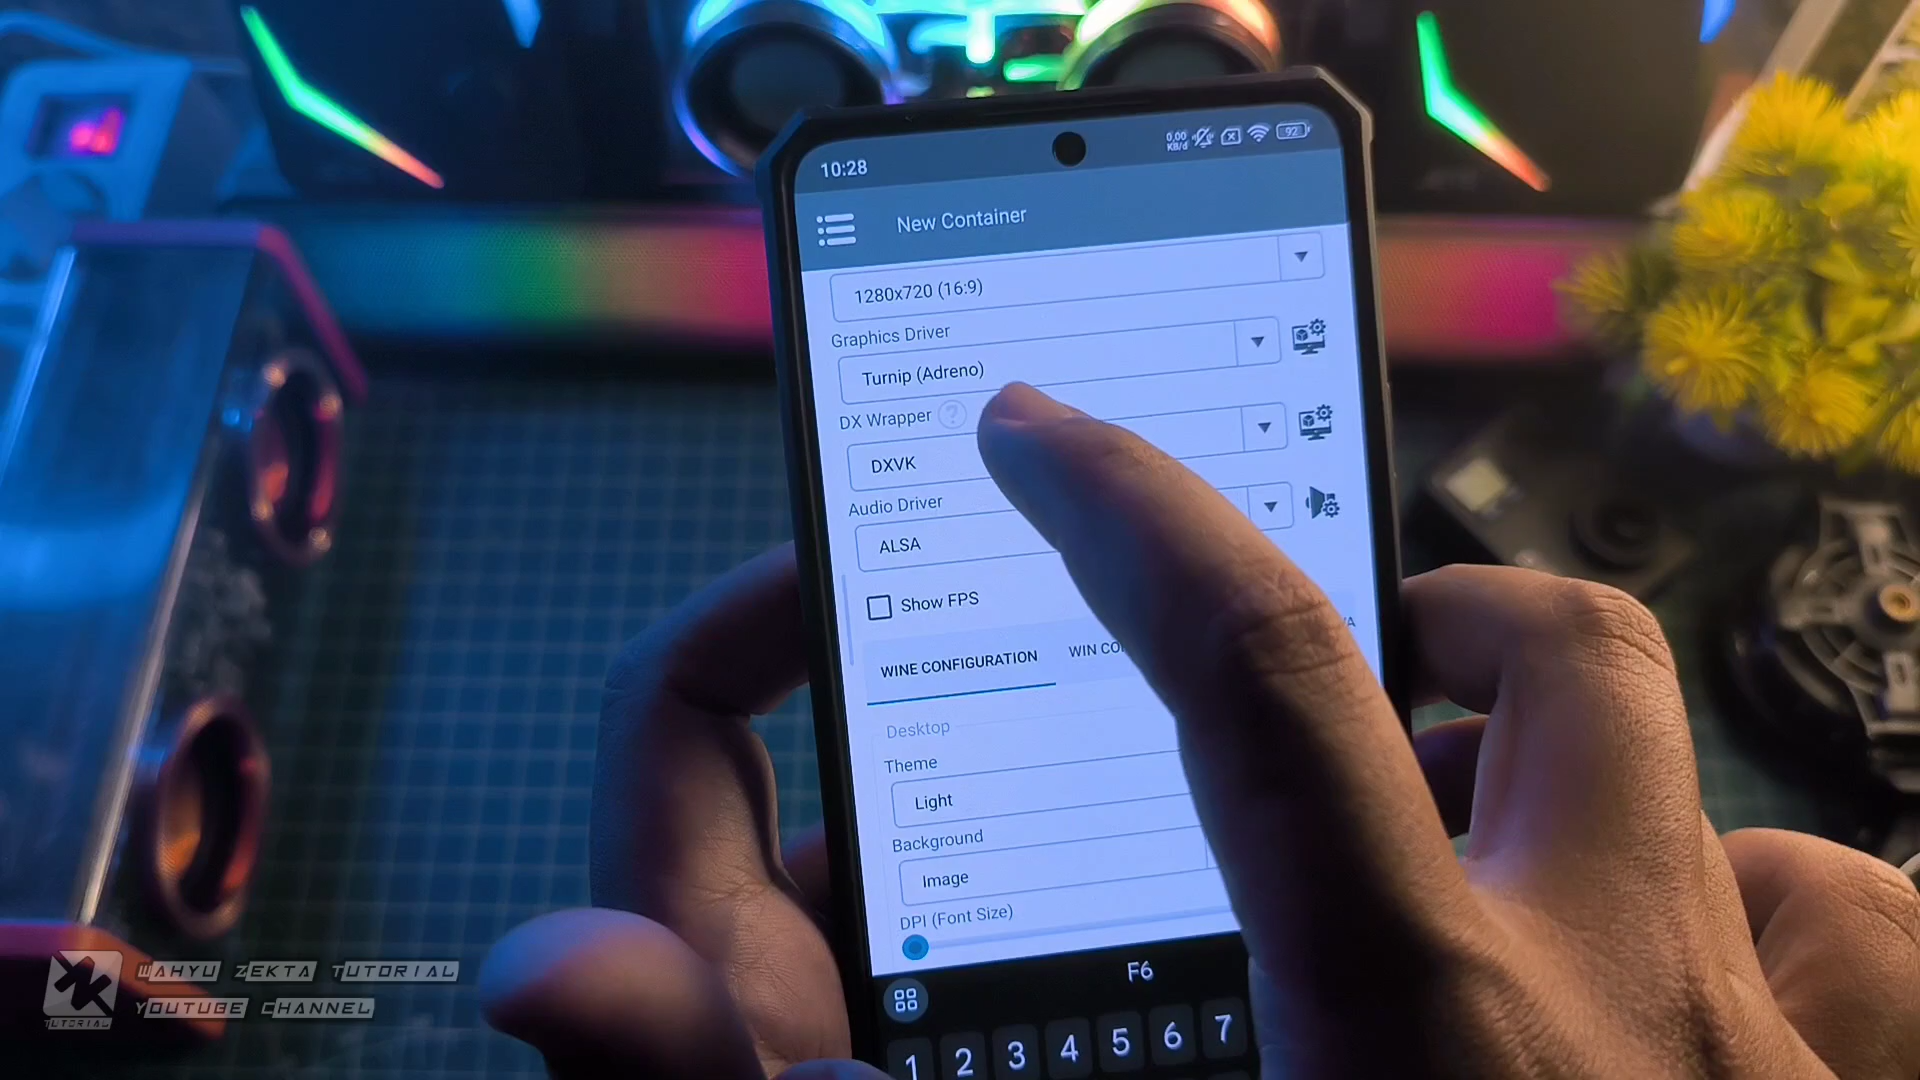 10:28
0,00
KB/d
92
New Container
1280x720 (16:9)
Graphics Driver
Turnip (Adreno)
DX Wrapper ?
DXVK
Audio Driver
ALSA
Show FPS
WINE CONFIGURATION
WIN
Desktop
Theme
Light
Background
Image
DPI (Font Size)
F6
1 2 3 4 5 6 7
WAHYU ZEKTA TUTORIAL
YOUTUBE CHANNEL
TUTORIAL